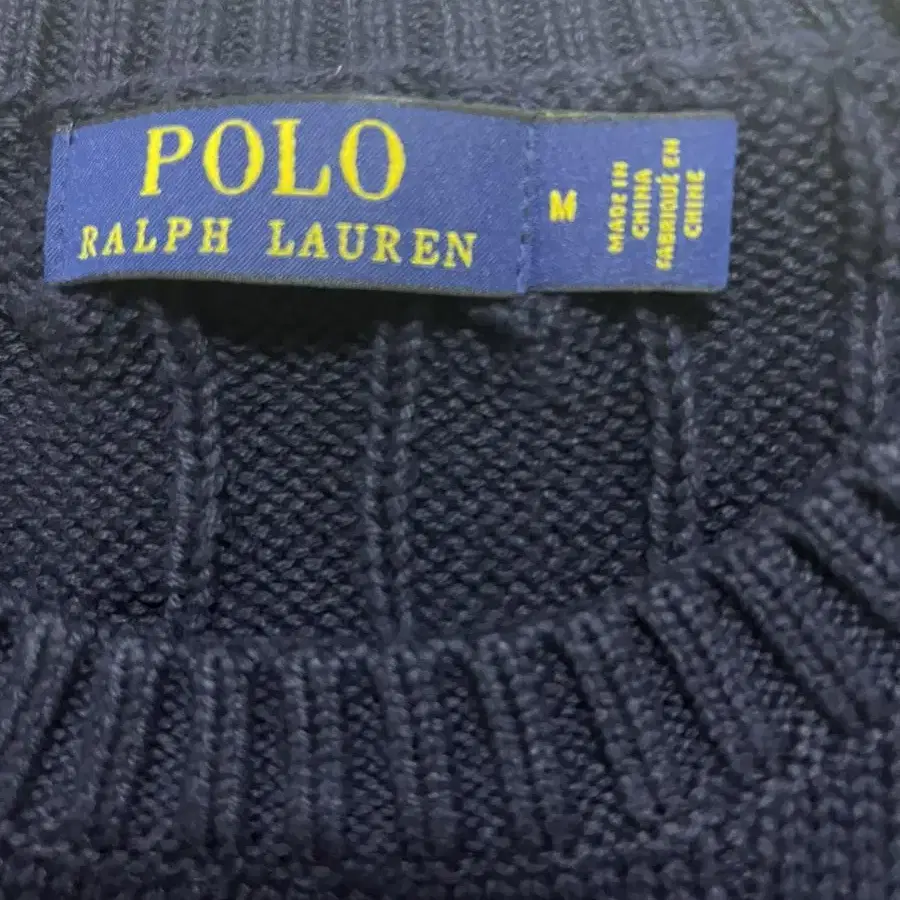 POLO
RALPH LAUREN
M
MADE IN
CHINA
FABRIQUÉ EN
CHINE